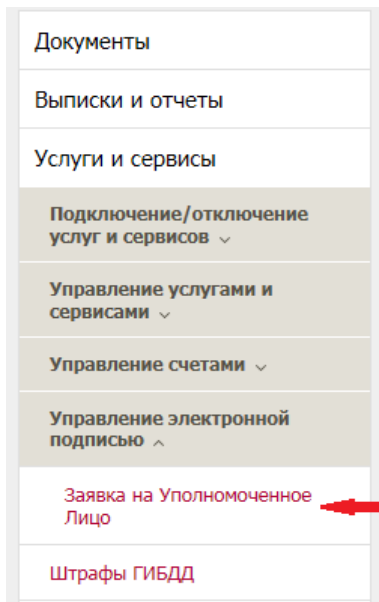 Документы
Выписки и отчеты
Услуги и сервисы
Подключение/отключение
услуг и сервисов
Управление услугами и
сервисами
Управление счетами
Управление электронной
подписью
Заявка на Уполномоченное
Лицо
Штрафы ГИБДД